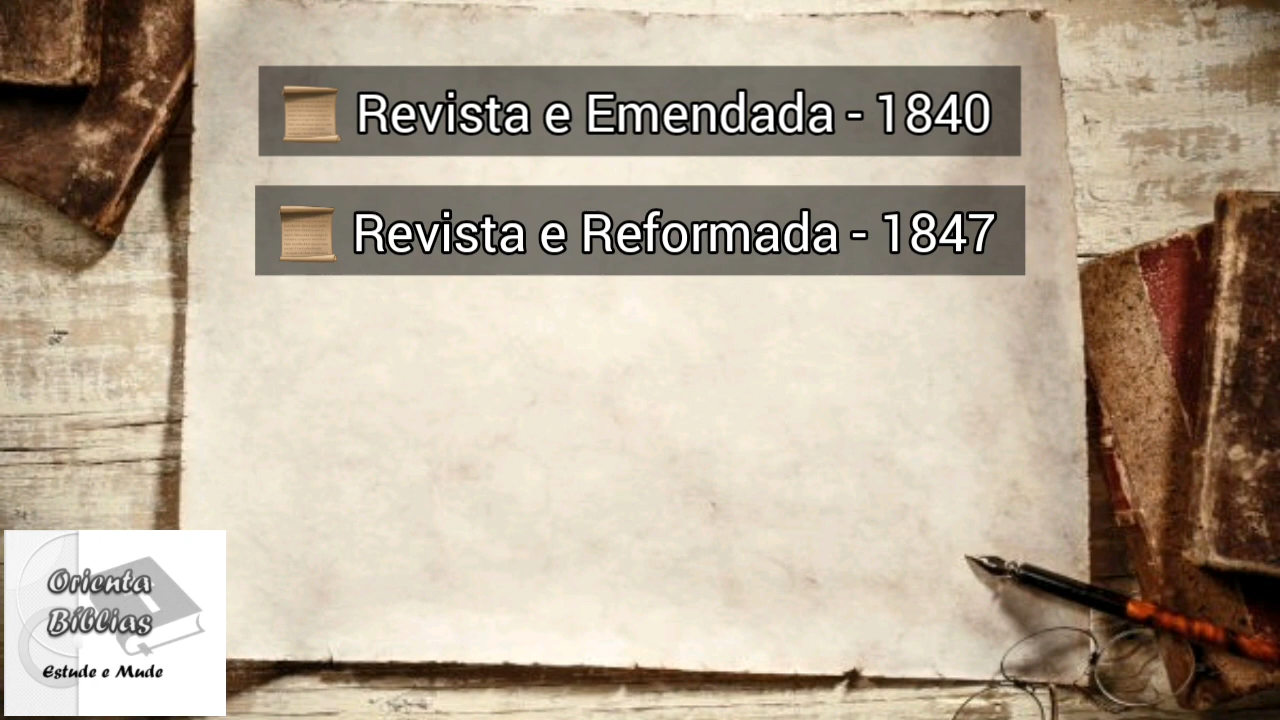 Revista e Emendada - 1840
Revista e Reformada - 1847
Orienta
Bíblias
Estude e Mude